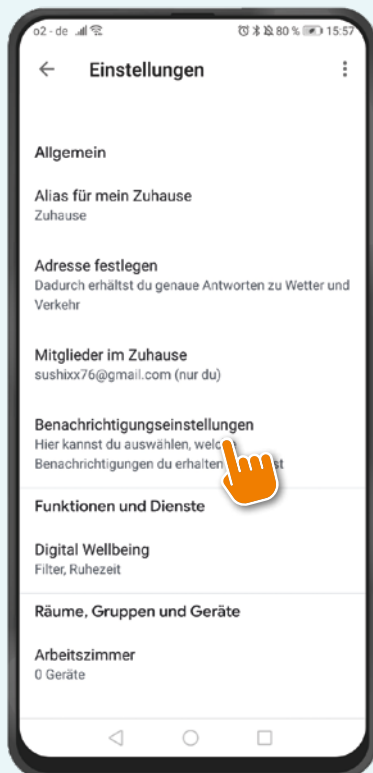 o2 - de 80 % 15:57
Einstellungen
Allgemein
Alias für mein Zuhause
Zuhause
Adresse festlegen
Dadurch erhältst du genaue Antworten zu Wetter und
Verkehr
Mitglieder im Zuhause
sushixx76@gmail.com (nur du)
Benachrichtigungseinstellungen
Hier kannst du auswählen,
Benachrichtigungen du erhalten
Funktionen und Dienste
Digital Wellbeing
Filter, Ruhezeit
Räume, Gruppen und Geräte
Arbeitszimmer
0 Geräte